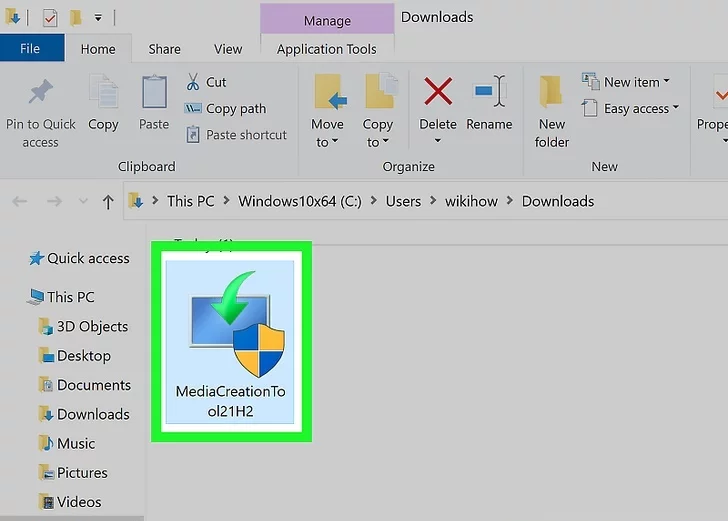 Manage
Downloads
File
Home
Share
View
Application Tools
Pin to Quick
access
Copy
Paste
Cut
Copy path
Paste shortcut
Move
to
Copy
to
Delete
Rename
New
folder
New item
Easy access
Clipboard
Organize
New
This PC
Windows10x64 (C:)
Users
wikihow
Downloads
Quick access
This PC
3D Objects
Desktop
Documents
Downloads
Music
Pictures
Videos
MediaCreationTo
ol21H2